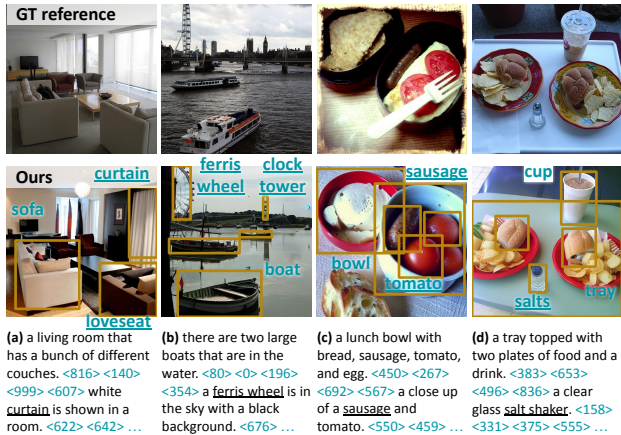 GT reference
Ours
curtain
sofa
loveseat
ferris
wheel
clock
tower
boat
sausage
bowl
tomato
cup
salts
tray
(a) a living room that
has a bunch of different
couches. <816> <140>
<999> <607> white
curtain is shown in a
room. <622> <642> ...
(b) there are two large
boats that are in the
water. <80> <0> <196>
<354> a ferris wheel is in
the sky with a black
background. <676> ...
(c) a lunch bowl with
bread, sausage, tomato,
and egg. <450> <267>
<692> <567> a close up
of a sausage and
tomato. <550> <459> ...
(d) a tray topped with
two plates of food and a
drink. <383> <653>
<496> <836> a clear
glass salt shaker. <158>
<331> <375> <555> ...